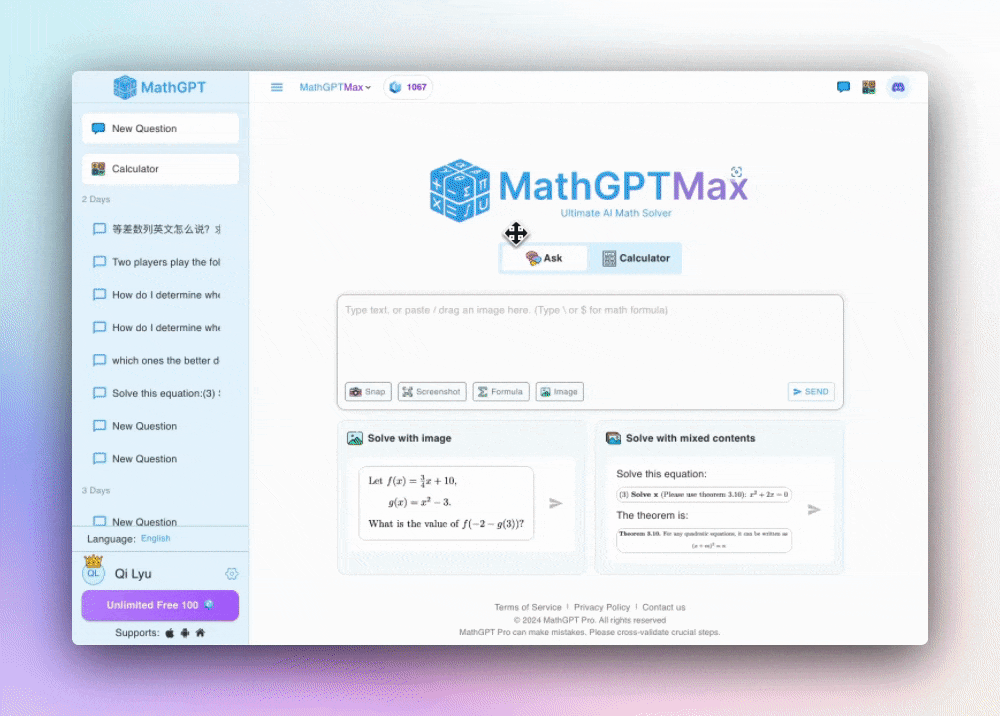 MathGPT
MathGPTMax
1067
New Question
Calculator
2 Days
等差数列英文怎么说?
Two players play the fol
How do I determine whe
How do I determine whe
which ones the better d
Solve this equation:(3)
New Question
New Question
3 Days
New Question
Language: English
QL
Qi Lyu
Unlimited Free 100
Supports:
MathGPTMax
Ultimate AI Math Solver
Ask
Calculator
Type text, or paste / drag an image here. (Type \ or $ for math formula)
Snap
Screenshot
Formula
Image
SEND
Solve with image
Let f(x) = 3/4 x + 10,
g(x) = x² − 3.
What is the value of f(−2 − g(3))?
Solve with mixed contents
Solve this equation:
(3) Solve x (Please use theorem 3.10): x² + 2x = 0
The theorem is:
Theorem 3.10. For any quadratic equations, it can be written as
(x + m)² = n
Terms of Service | Privacy Policy | Contact us
© 2024 MathGPT Pro. All rights reserved
MathGPT Pro can make mistakes. Please cross-validate crucial steps.